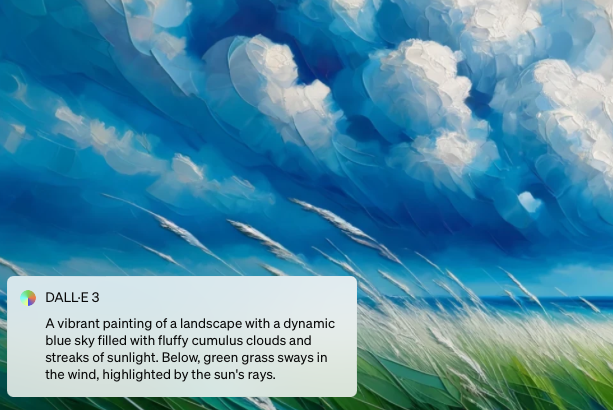 DALL·E 3
A vibrant painting of a landscape with a dynamic
blue sky filled with fluffy cumulus clouds and
streaks of sunlight. Below, green grass sways in
the wind, highlighted by the sun's rays.